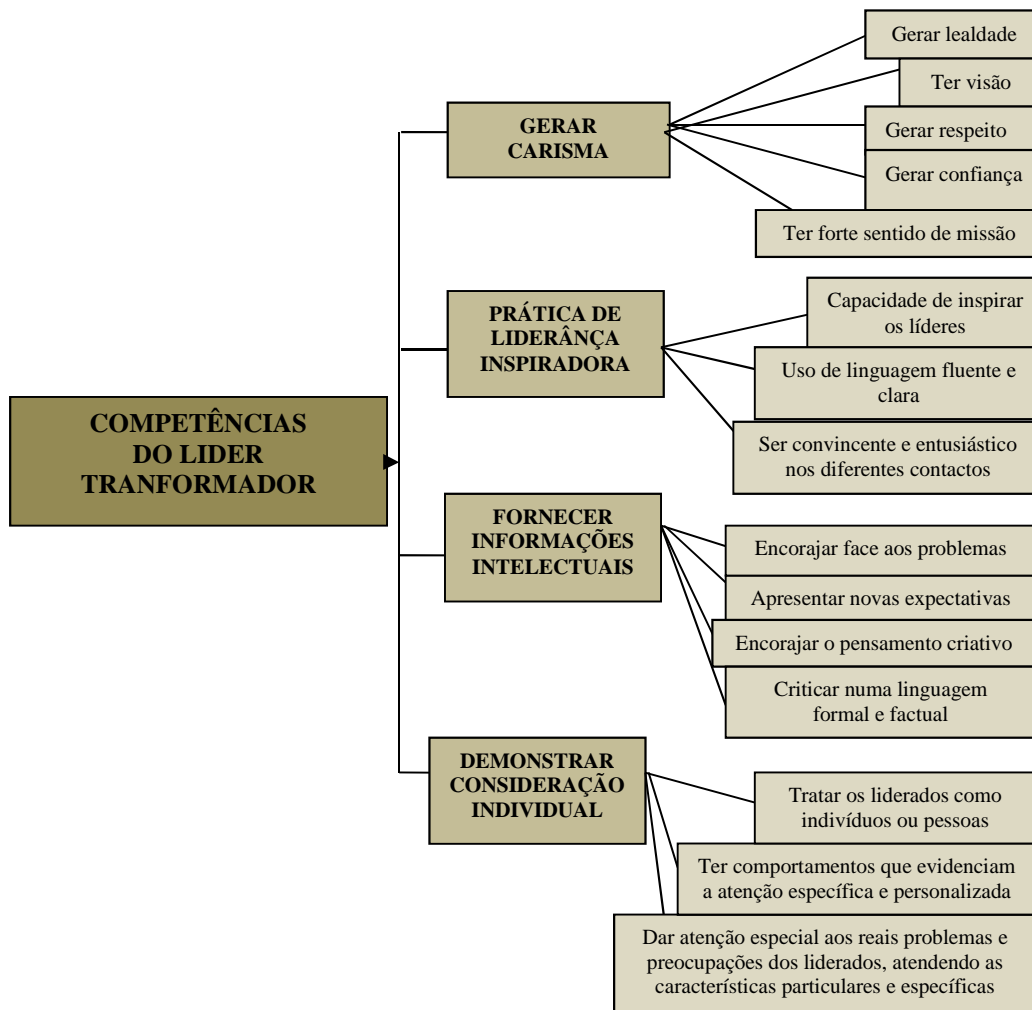 Gerar lealdade
Ter visão
GERAR
CARISMA
Gerar respeito
Gerar confiança
Ter forte sentido de missão
PRÁTICA DE
LIDERÂNÇA
INSPIRADORA
Capacidade de inspirar
os líderes
Uso de linguagem fluente e
clara
Ser convincente e entusiástico
nos diferentes contactos
COMPETÊNCIAS
DO LIDER
TRANFORMADOR
FORNECER
INFORMAÇÕES
INTELECTUAIS
Encorajar face aos problemas
Apresentar novas expectativas
Encorajar o pensamento criativo
Criticar numa linguagem
formal e factual
DEMONSTRAR
CONSIDERAÇÃO
INDIVIDUAL
Tratar os liderados como
indivíduos ou pessoas
Ter comportamentos que evidenciam
a atenção específica e personalizada
Dar atenção especial aos reais problemas e
preocupações dos liderados, atendendo as
características particulares e específicas